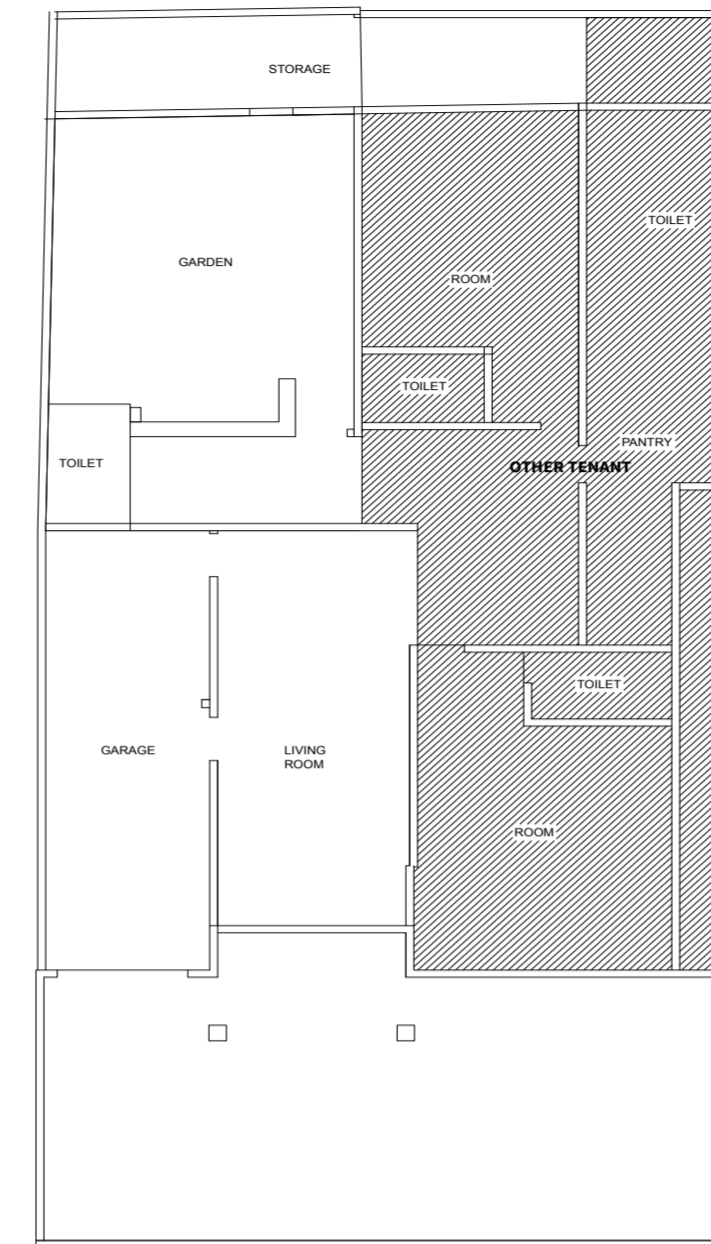 STORAGE
TOILET
GARDEN
ROOM
TOILET
PANTRY
TOILET
OTHER TENANT
TOILET
GARAGE
LIVING
ROOM
ROOM